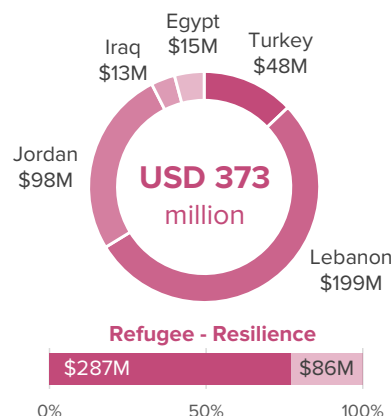 Egypt
$15M
Turkey
$48M
Iraq
$13M
Jordan
$98M
USD 373
million
Lebanon
$199M
Refugee - Resilience
$287M
$86M
0%
50%
100%